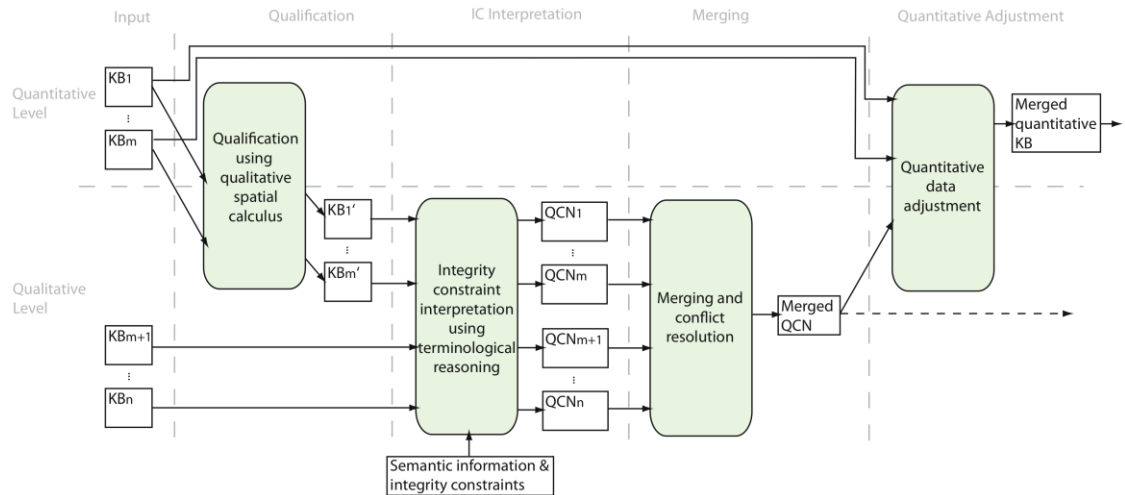 Input
Qualification
IC Interpretation
Merging
Quantitative Adjustment
Quantitative
Level
KB1
...
KBm
Qualification
using
qualitative
spatial
calculus
Merged
quantitative
KB
Quantitative
data
adjustment
Qualitative
Level
KB1'
...
KBm'
KBm+1
...
KBn
Integrity
constraint
interpretation
using
terminological
reasoning
QCN1
...
QCNm
QCNm+1
...
QCNn
Merging and
conflict
resolution
Merged
QCN
Semantic information &
integrity constraints